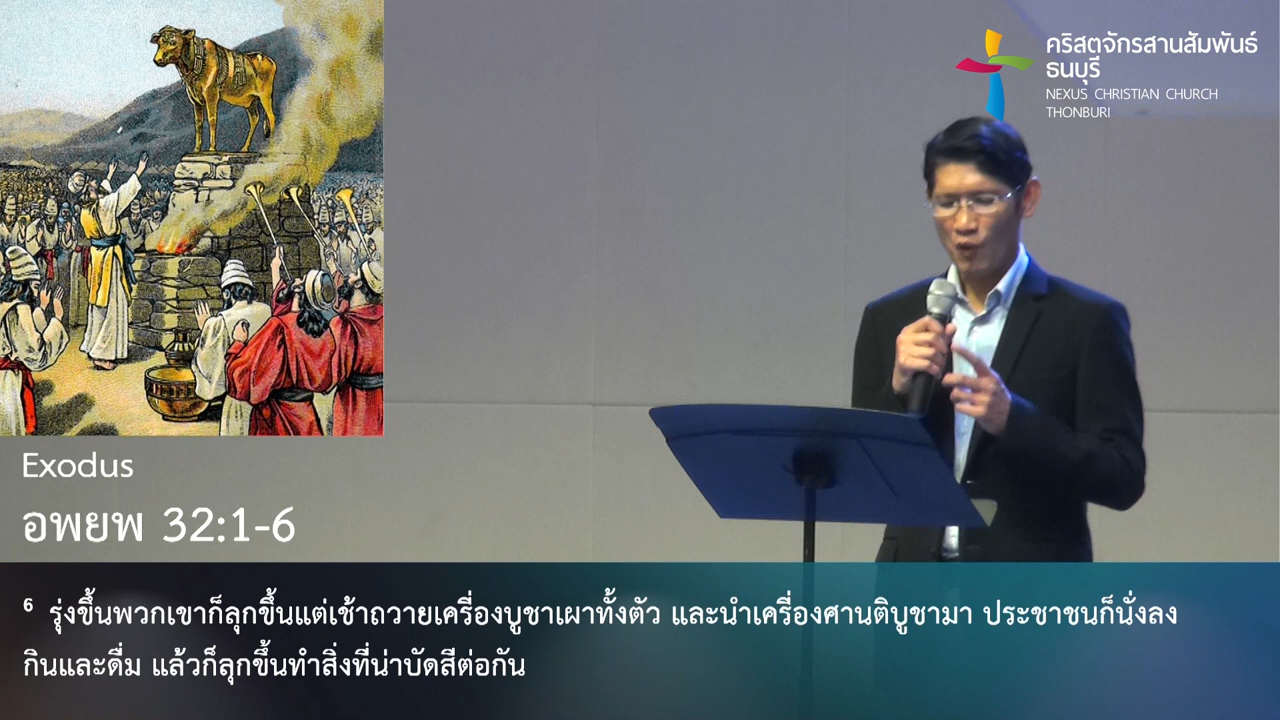 คริสตจักรสานสัมพันธ์
ธนบุรี
NEXUS CHRISTIAN CHURCH
THONBURI
Exodus
อพยพ 32:1-6
6 รุ่งขึ้นพวกเขาก็ลุกขึ้นแต่เช้าถวายเครื่องบูชาเผาทั้งตัว และนำเครื่องศานติบูชามา ประชาชนก็นั่งลง
กินและดื่ม แล้วก็ลุกขึ้นทำสิ่งที่น่าบัดสีต่อกัน